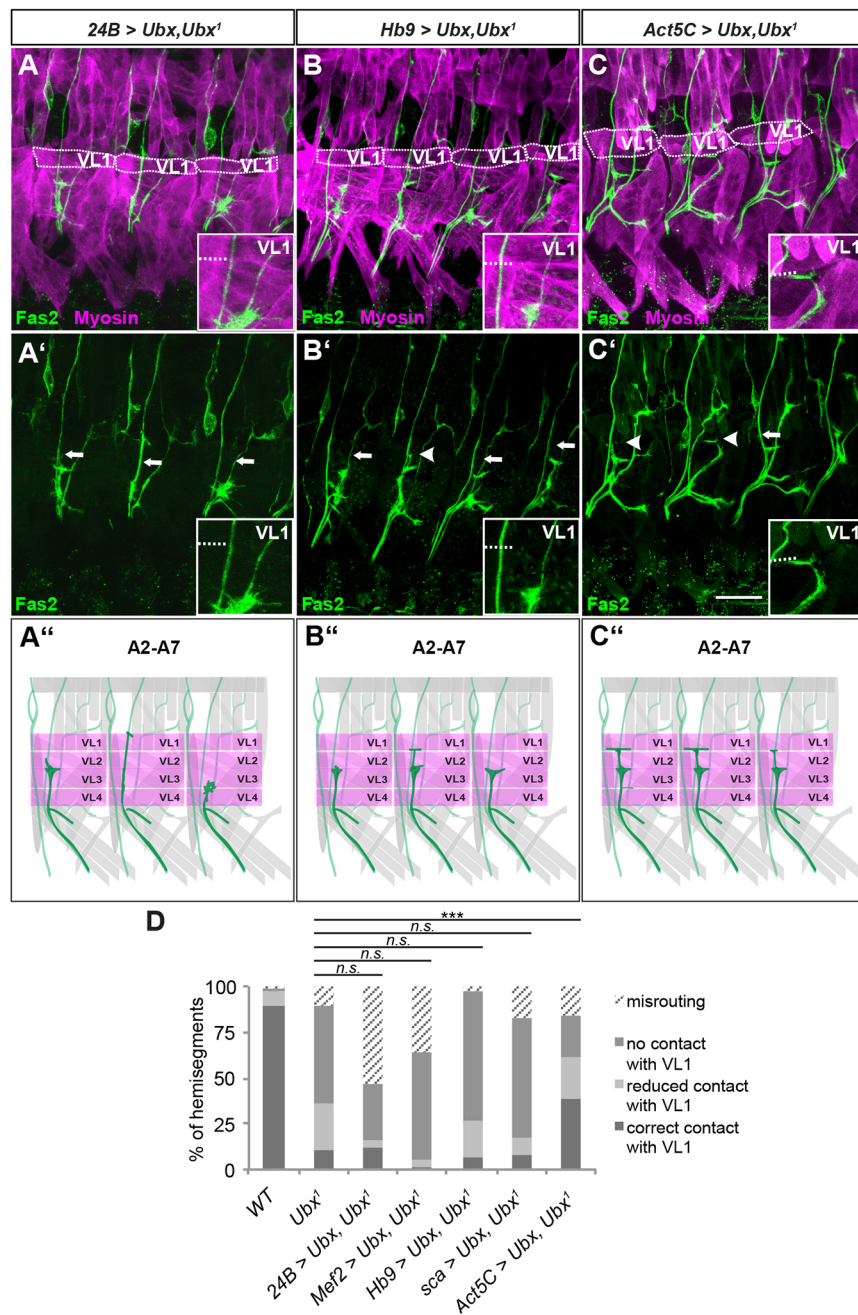 24B > Ubx,Ubx¹
Hb9 > Ubx,Ubx¹
Act5C > Ubx,Ubx¹
A
VL1
VL1
VL1
VL1
Fas2 Myosin
B
VL1
VL1
VL1
VL1
VL1
Fas2 Myosin
C
VL1
VL1
VL1
VL1
Fas2 Myosin
A'
VL1
Fas2
B'
VL1
Fas2
C'
VL1
Fas2
A"
A2-A7
VL1 VL1 VL1
VL2 VL2 VL2
VL3 VL3 VL3
VL4 VL4 VL4
B"
A2-A7
VL1 VL1 VL1
VL2 VL2 VL2
VL3 VL3 VL3
VL4 VL4 VL4
C"
A2-A7
VL1 VL1 VL1
VL2 VL2 VL2
VL3 VL3 VL3
VL4 VL4 VL4
D
***
n.s.
n.s.
n.s.
n.s.
% of hemisegments
100
75
50
25
0
WT
Ubx¹
24B > Ubx, Ubx¹
Mef2 > Ubx, Ubx¹
Hb9 > Ubx, Ubx¹
sca > Ubx, Ubx¹
Act5C > Ubx, Ubx¹
misrouting
no contact
with VL1
reduced contact
with VL1
correct contact
with VL1